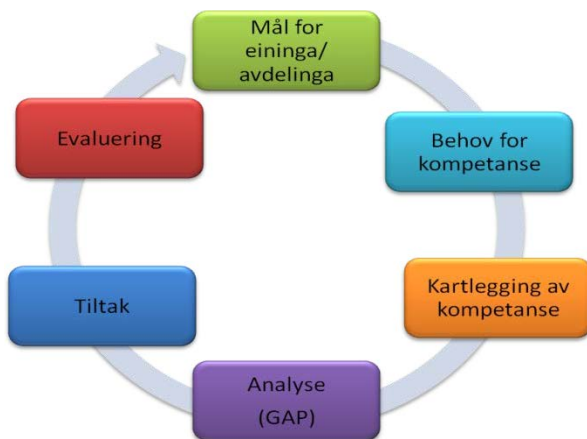 Mål for
eininga/
avdelinga
Behov for
kompetanse
Kartlegging av
kompetanse
Analyse
(GAP)
Tiltak
Evaluering